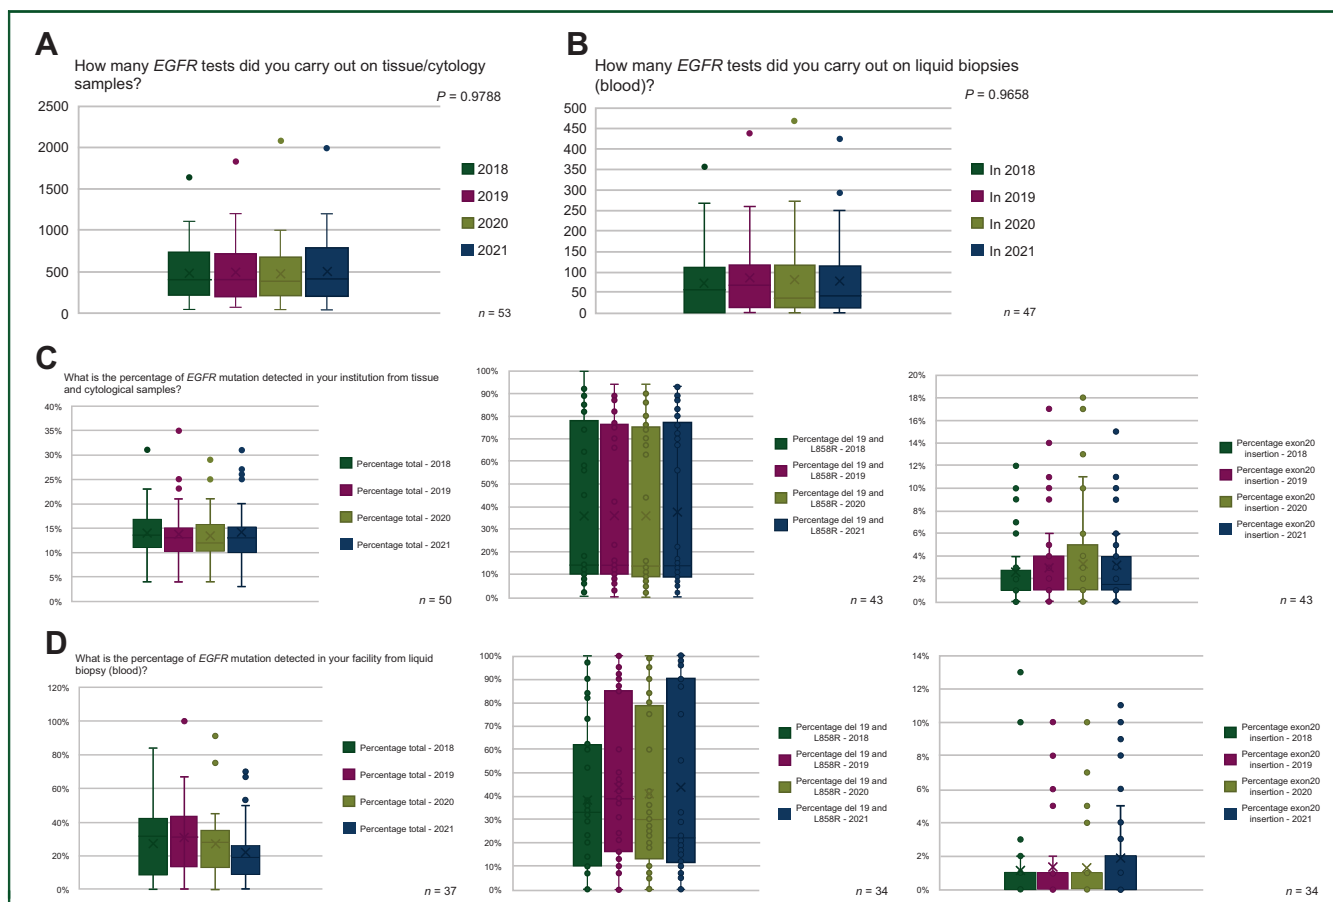 A
How many EGFR tests did you carry out on tissue/cytology
samples?
P = 0.9788
2500
2000
1500
1000
500
0
2018
2019
2020
2021
n = 53
B
How many EGFR tests did you carry out on liquid biopsies
(blood)?
P = 0.9658
500
450
400
350
300
250
200
150
100
50
0
In 2018
In 2019
In 2020
In 2021
n = 47
C
What is the percentage of EGFR mutation detected in your institution from tissue
and cytological samples?
40%
35%
30%
25%
20%
15%
10%
5%
0%
Percentage total - 2018
Percentage total - 2019
Percentage total - 2020
Percentage total - 2021
n = 50
100%
90%
80%
70%
60%
50%
40%
30%
20%
10%
0%
Percentage del 19 and
L858R - 2018
Percentage del 19 and
L858R - 2019
Percentage del 19 and
L858R - 2020
Percentage del 19 and
L858R - 2021
n = 43
20%
18%
16%
14%
12%
10%
8%
6%
4%
2%
0%
Percentage exon20
insertion - 2018
Percentage exon20
insertion - 2019
Percentage exon20
insertion - 2020
Percentage exon20
insertion - 2021
n = 43
D
What is the percentage of EGFR mutation detected in your facility from liquid
biopsy (blood)?
120%
100%
80%
60%
40%
20%
0%
Percentage total - 2018
Percentage total - 2019
Percentage total - 2020
Percentage total - 2021
n = 37
100%
90%
80%
70%
60%
50%
40%
30%
20%
10%
0%
Percentage del 19 and
L858R - 2018
Percentage del 19 and
L858R - 2019
Percentage del 19 and
L858R - 2020
Percentage del 19 and
L858R - 2021
n = 34
14%
12%
10%
8%
6%
4%
2%
0%
Percentage exon20
insertion - 2018
Percentage exon20
insertion - 2019
Percentage exon20
insertion - 2020
Percentage exon20
insertion - 2021
n = 34